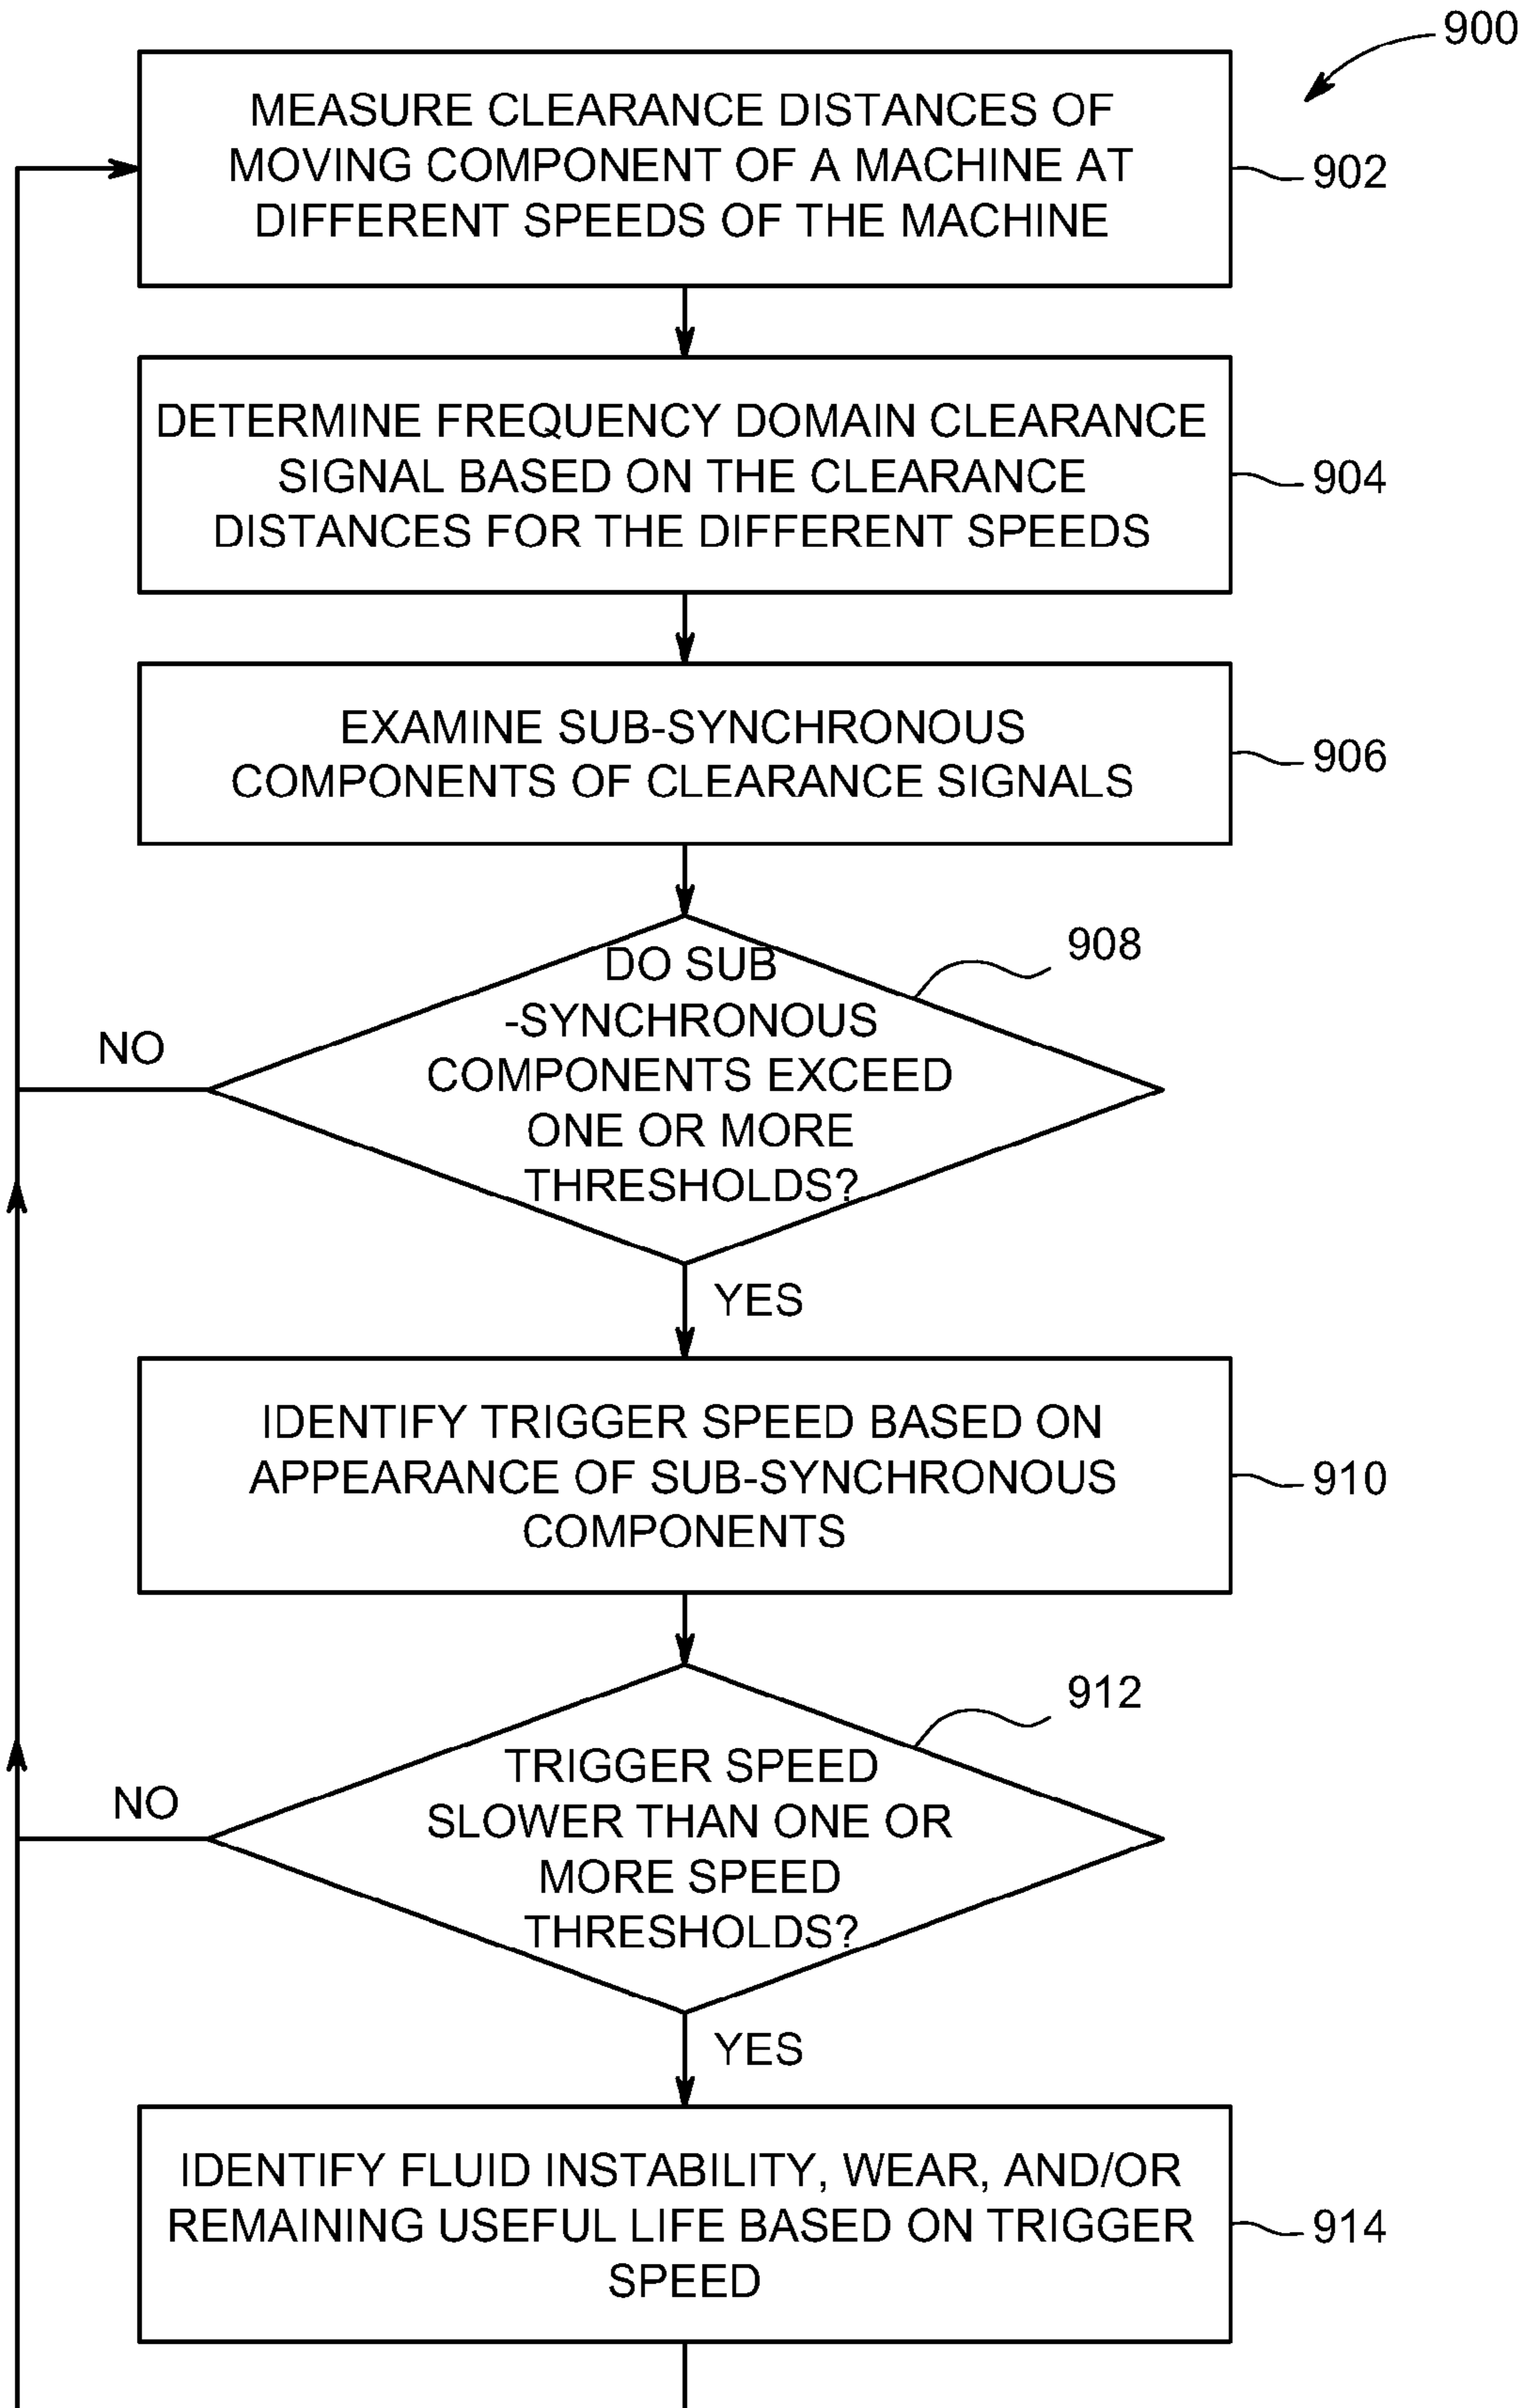 900
MEASURE CLEARANCE DISTANCES OF
MOVING COMPONENT OF A MACHINE AT
DIFFERENT SPEEDS OF THE MACHINE
902
DETERMINE FREQUENCY DOMAIN CLEARANCE
SIGNAL BASED ON THE CLEARANCE
DISTANCES FOR THE DIFFERENT SPEEDS
904
EXAMINE SUB-SYNCHRONOUS
COMPONENTS OF CLEARANCE SIGNALS
906
DO SUB
-SYNCHRONOUS
COMPONENTS EXCEED
ONE OR MORE
THRESHOLDS?
908
NO
YES
IDENTIFY TRIGGER SPEED BASED ON
APPEARANCE OF SUB-SYNCHRONOUS
COMPONENTS
910
TRIGGER SPEED
SLOWER THAN ONE OR
MORE SPEED
THRESHOLDS?
912
NO
YES
IDENTIFY FLUID INSTABILITY, WEAR, AND/OR
REMAINING USEFUL LIFE BASED ON TRIGGER
SPEED
914